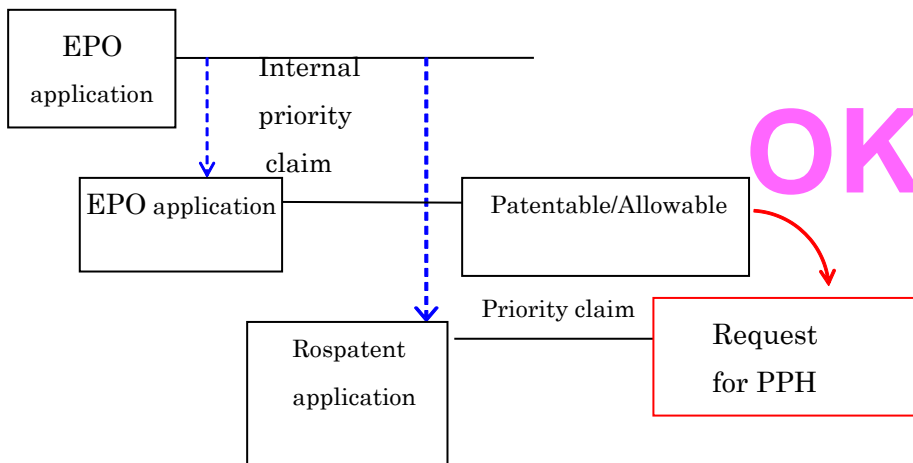 EPO
application
Internal
priority
claim
OK
EPO application
Patentable/Allowable
Priority claim
Rospatent
application
Request
for PPH